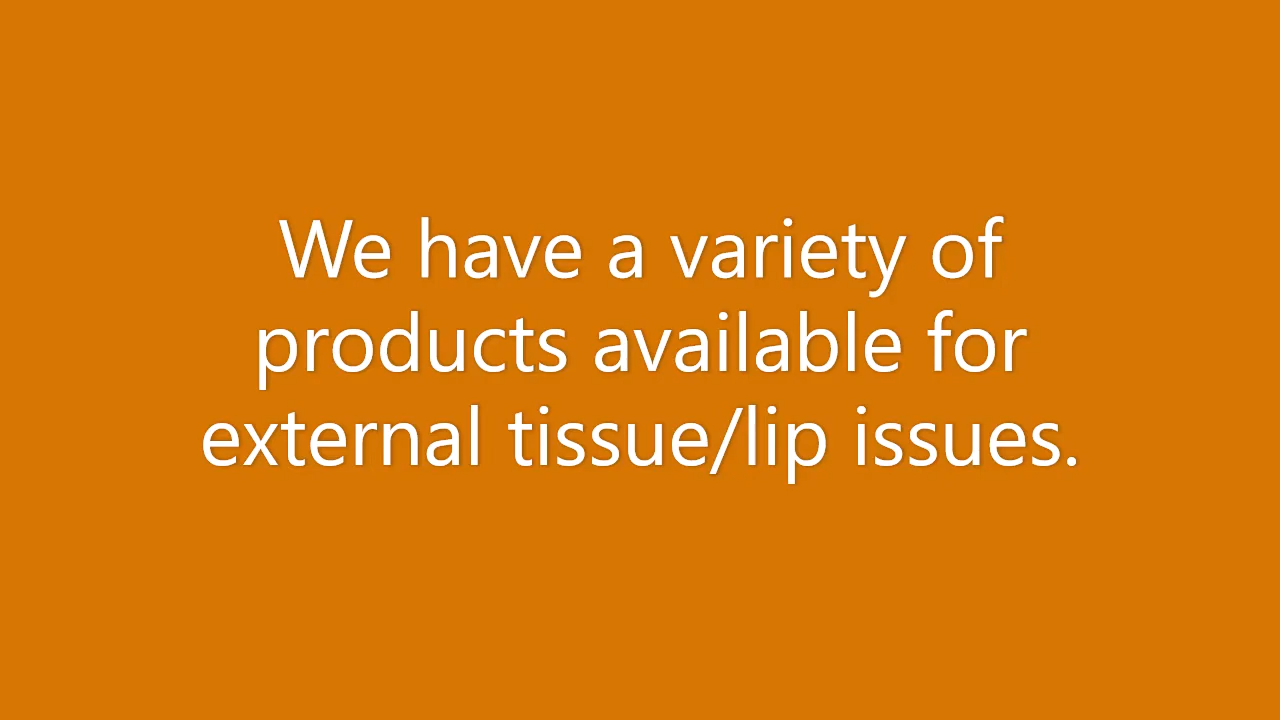 We have a variety of
products available for
external tissue/lip issues.